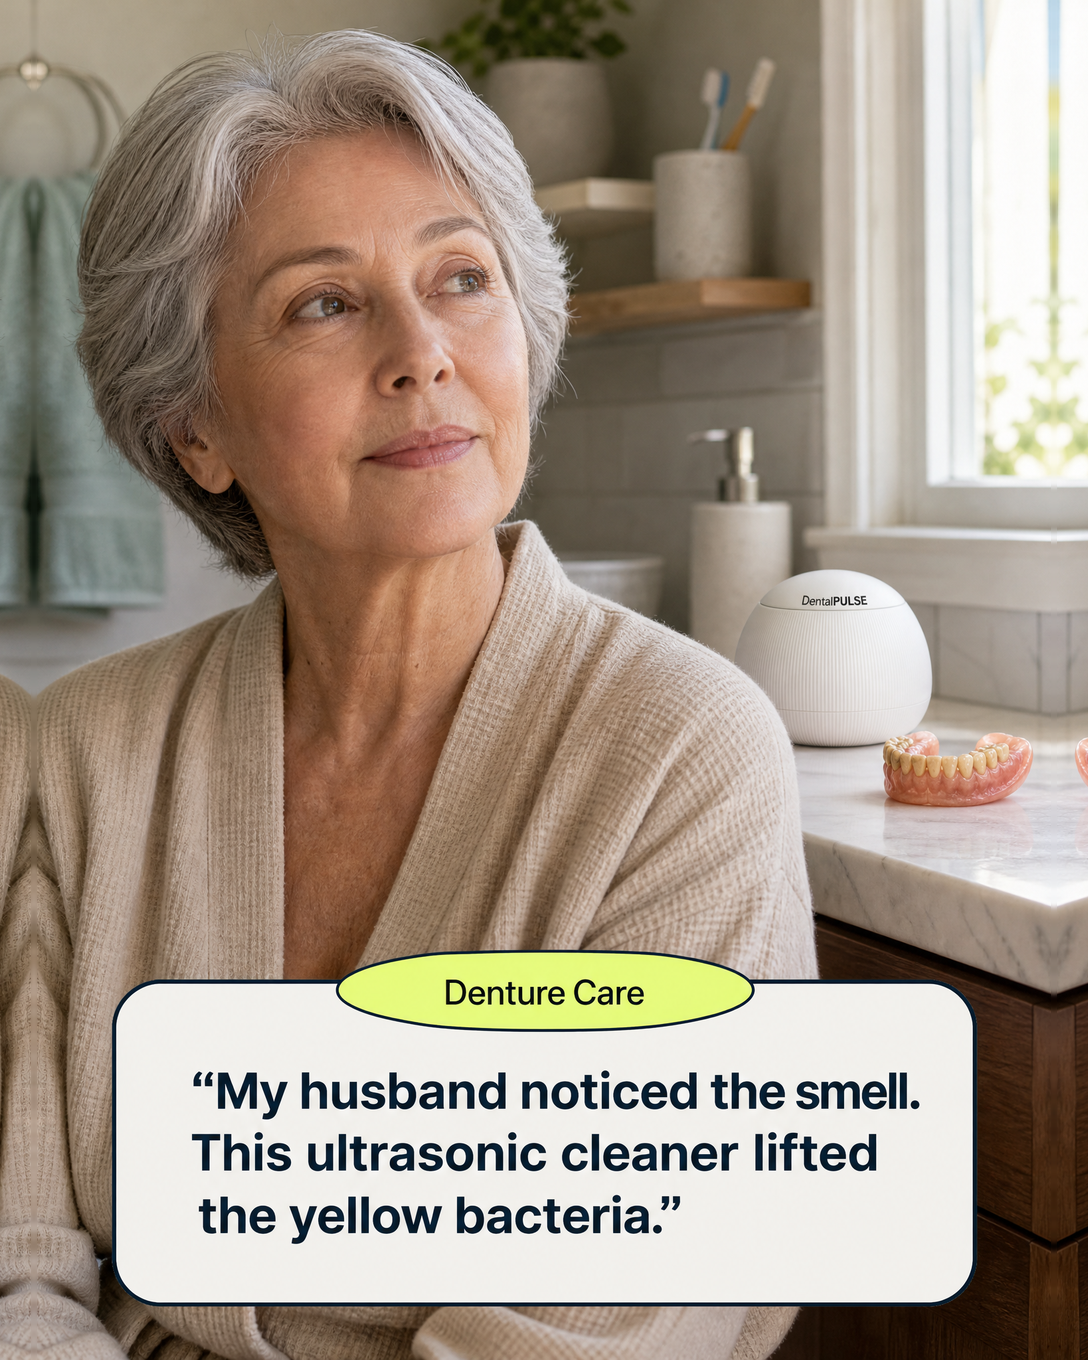 DentalPULSE
Denture Care
“My husband noticed the smell.
This ultrasonic cleaner lifted
the yellow bacteria.”